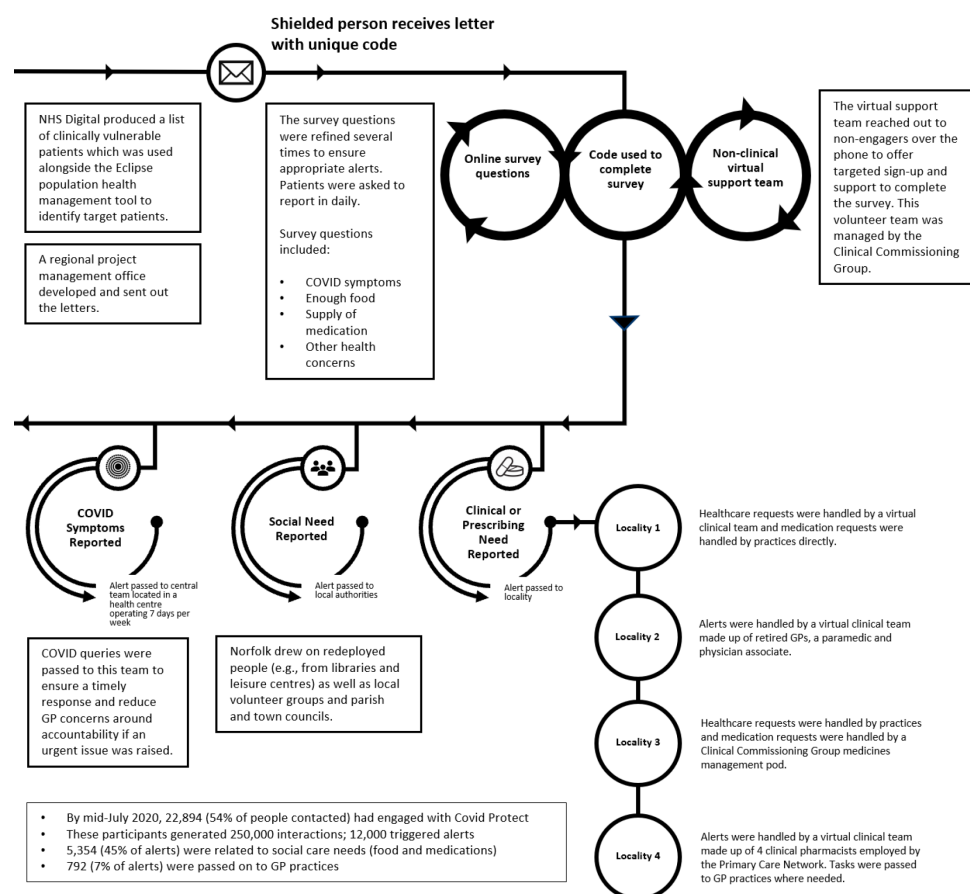 Shielded person receives letter
with unique code
NHS Digital produced a list
of clinically vulnerable
patients which was used
alongside the Eclipse
population health
management tool to
identify target patients.
A regional project
management office
developed and sent out
the letters.
The survey questions
were refined several
times to ensure
appropriate alerts.
Patients were asked to
report in daily.
Survey questions
included:
• COVID symptoms
• Enough food
• Supply of
medication
• Other health
concerns
Online survey
questions
Code used to
complete
survey
Non-clinical
virtual
support team
The virtual support
team reached out to
non-engagers over the
phone to offer
targeted sign-up and
support to complete
the survey. This
volunteer team was
managed by the
Clinical Commissioning
Group.
COVID
Symptoms
Reported
Alert passed to central
team located in a
health centre
operating 7 days per
week
COVID queries were
passed to this team to
ensure a timely
response and reduce
GP concerns around
accountability if an
urgent issue was raised.
Social Need
Reported
Alert passed to
local authorities
Norfolk drew on redeployed
people (e.g., from libraries and
leisure centres) as well as local
volunteer groups and parish
and town councils.
Clinical or
Prescribing
Need
Reported
Alert passed to
locality
Locality 1
Healthcare requests were handled by a virtual
clinical team and medication requests were
handled by practices directly.
Locality 2
Alerts were handled by a virtual clinical team
made up of retired GPs, a paramedic and
physician associate.
Locality 3
Healthcare requests were handled by practices
and medication requests were handled by a
Clinical Commissioning Group medicines
management pod.
Locality 4
Alerts were handled by a virtual clinical team
made up of 4 clinical pharmacists employed by
the Primary Care Network. Tasks were passed
to GP practices where needed.
• By mid-July 2020, 22,894 (54% of people contacted) had engaged with Covid Protect
• These participants generated 250,000 interactions; 12,000 triggered alerts
• 5,354 (45% of alerts) were related to social care needs (food and medications)
• 792 (7% of alerts) were passed on to GP practices